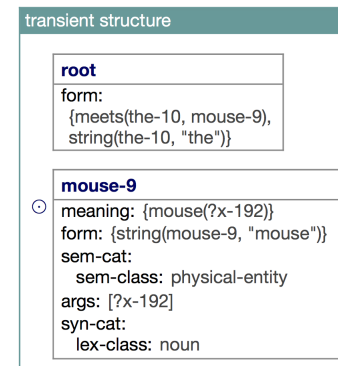 transient structure
root
form:
{meets(the-10, mouse-9),
string(the-10, "the")}
mouse-9
meaning: {mouse(?x-192)}
form: {string(mouse-9, "mouse")}
sem-cat:
sem-class: physical-entity
args: [?x-192]
syn-cat:
lex-class: noun